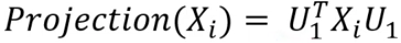 Projection(X_i) = U_1^T X_i U_1